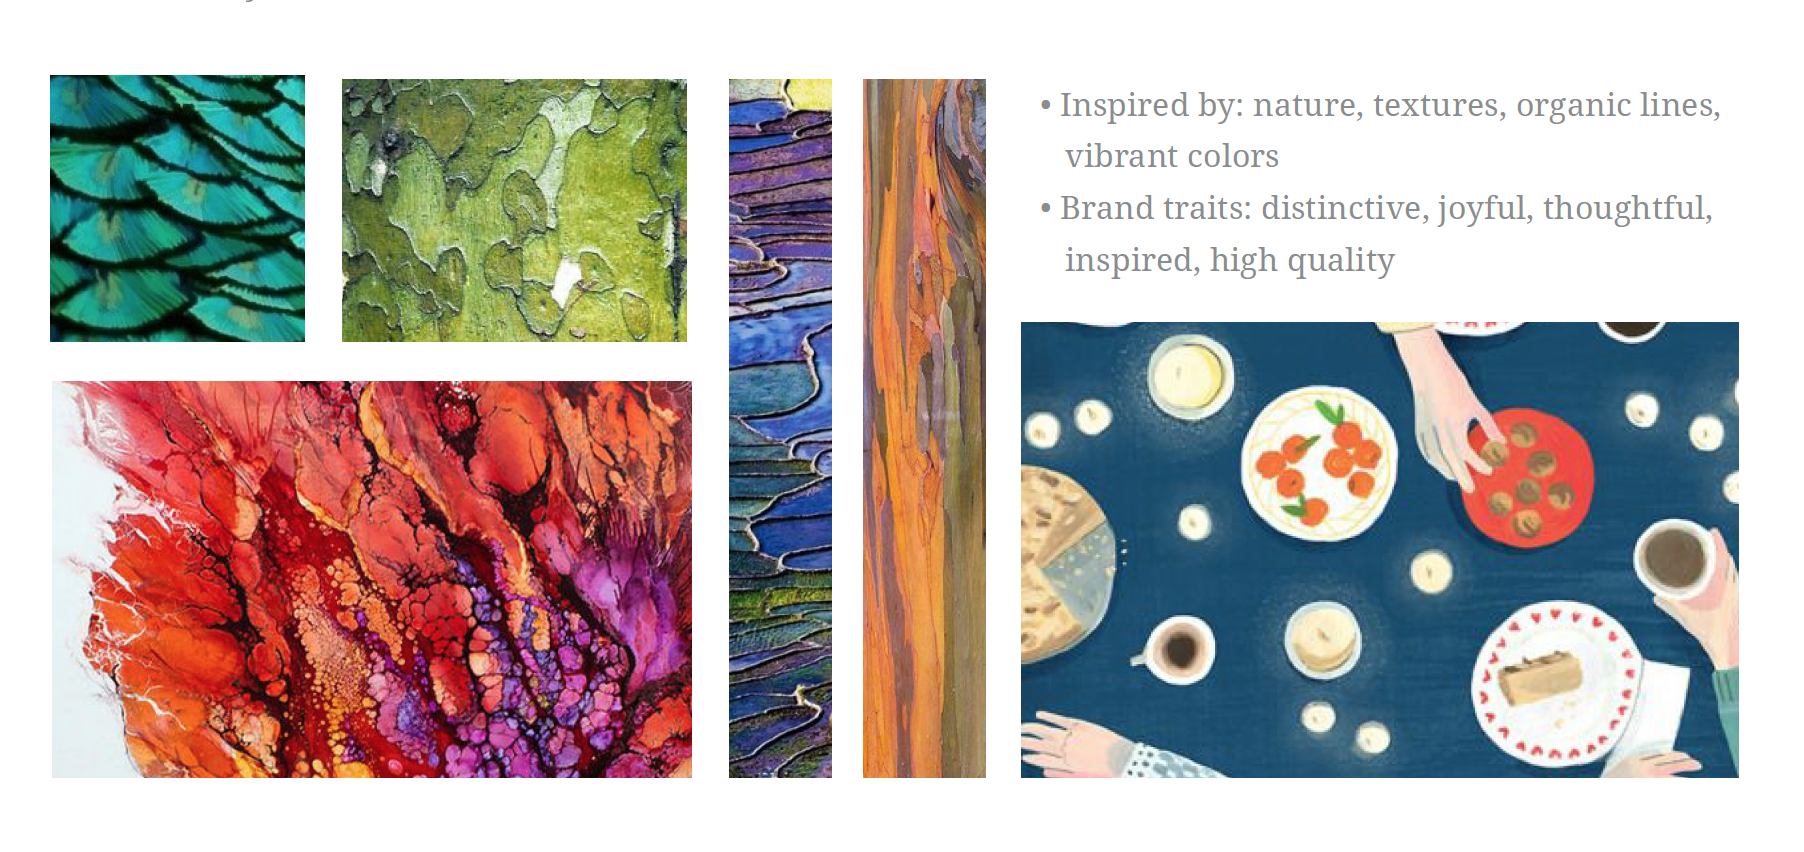 • Inspired by: nature, textures, organic lines,
vibrant colors
• Brand traits: distinctive, joyful, thoughtful,
inspired, high quality